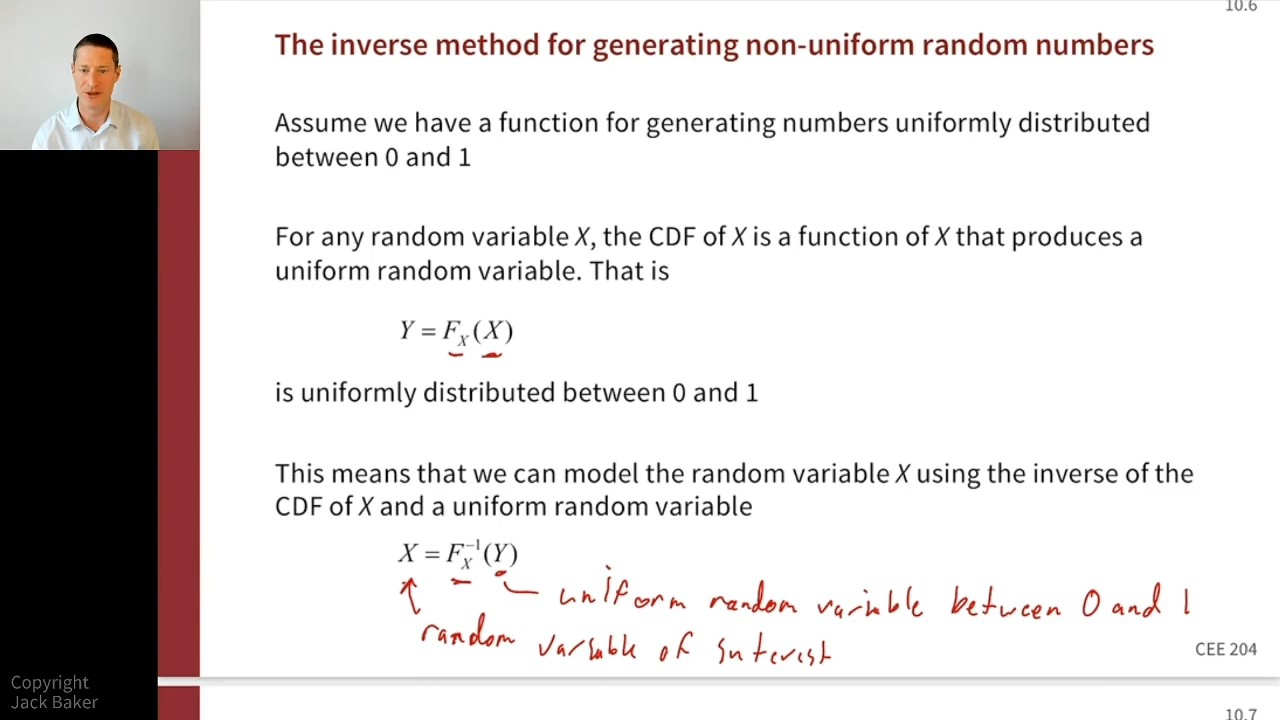 10.6
The inverse method for generating non-uniform random numbers
Assume we have a function for generating numbers uniformly distributed
between 0 and 1
For any random variable X, the CDF of X is a function of X that produces a
uniform random variable. That is
Y = F_X(X)
is uniformly distributed between 0 and 1
This means that we can model the random variable X using the inverse of the
CDF of X and a uniform random variable
X = F_X^{-1}(Y)
uniform random variable between 0 and 1
random variable of interest
CEE 204
Copyright
Jack Baker
10.7